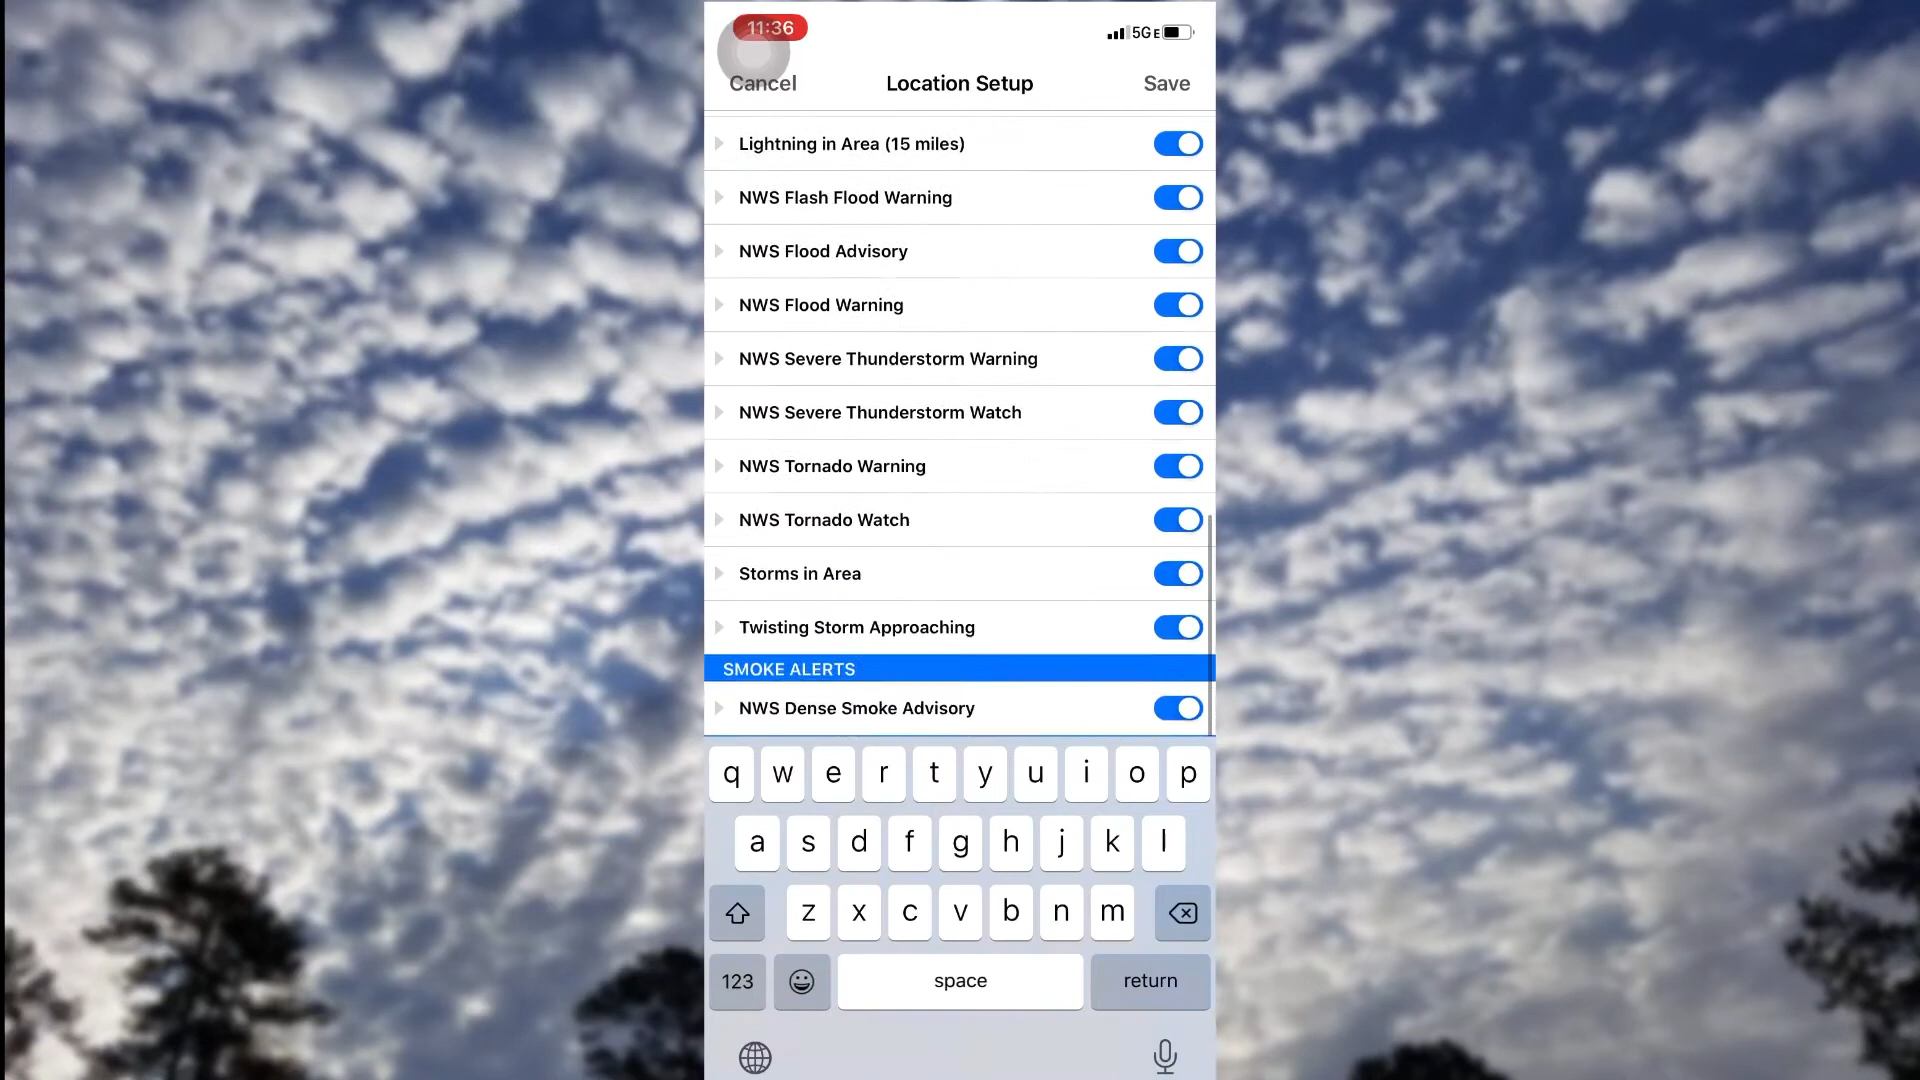 11:36
5GE
Cancel
Location Setup
Save
Lightning in Area (15 miles)
NWS Flash Flood Warning
NWS Flood Advisory
NWS Flood Warning
NWS Severe Thunderstorm Warning
NWS Severe Thunderstorm Watch
NWS Tornado Warning
NWS Tornado Watch
Storms in Area
Twisting Storm Approaching
SMOKE ALERTS
NWS Dense Smoke Advisory
q w e r t y u i o p
a s d f g h j k l
z x c v b n m
123 space return